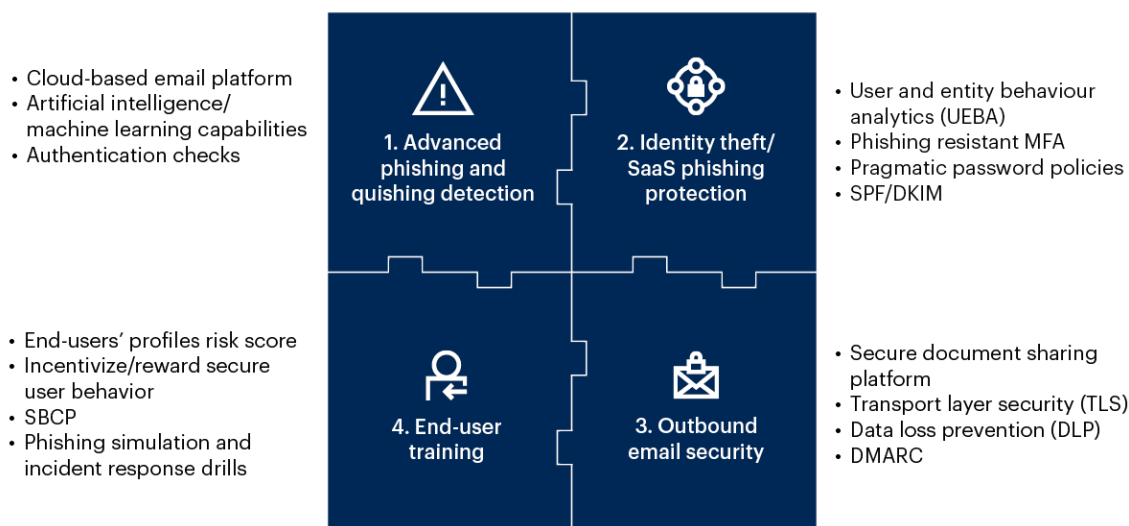 • Cloud-based email platform
• Artificial intelligence/
machine learning capabilities
• Authentication checks
1. Advanced
phishing and
quishing detection
2. Identity theft/
SaaS phishing
protection
• User and entity behaviour
analytics (UEBA)
• Phishing resistant MFA
• Pragmatic password policies
• SPF/DKIM
• End-users’ profiles risk score
• Incentivize/reward secure
user behavior
• SBCP
• Phishing simulation and
incident response drills
4. End-user
training
3. Outbound
email security
• Secure document sharing
platform
• Transport layer security (TLS)
• Data loss prevention (DLP)
• DMARC